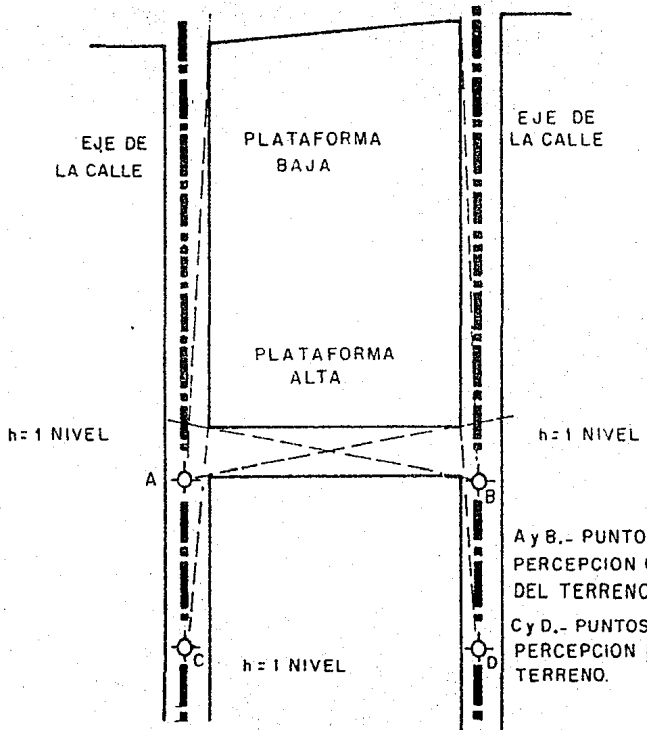 EJE DE
LA CALLE
PLATAFORMA
BAJA
EJE DE
LA CALLE
PLATAFORMA
ALTA
h=1 NIVEL
h=1 NIVEL
A
B
A y B.- PUNTO
PERCEPCION
DEL TERRENO
C y D.- PUNTOS
PERCEPCION
TERRENO.
C
h=1 NIVEL
D